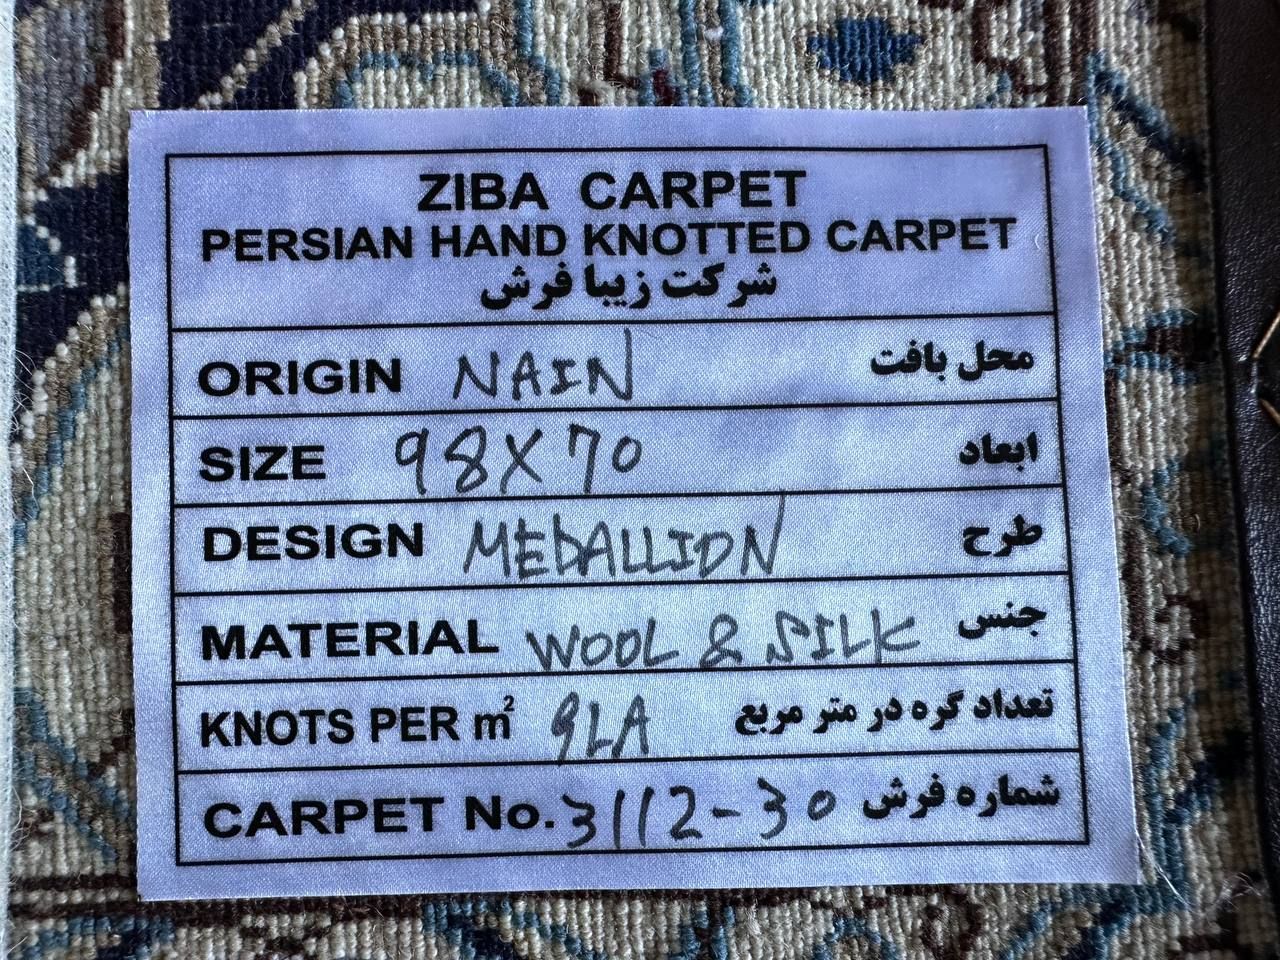 ZIBA CARPET
PERSIAN HAND KNOTTED CARPET
شرکت زیبا فرش
ORIGIN NAIN محل بافت
SIZE 98X70 ابعاد
DESIGN MEDALLION طرح
MATERIAL WOOL & SILK جنس
KNOTS PER m² 9LA تعداد گره در متر مربع
CARPET No. 3112-30 شماره فرش